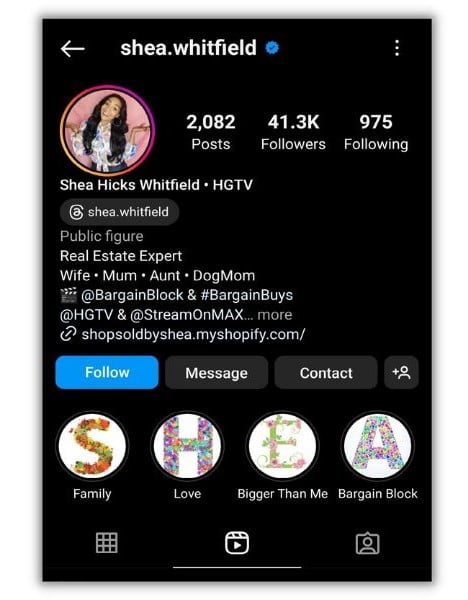 shea.whitfield
2,082 41.3K 975
Posts Followers Following
Shea Hicks Whitfield • HGTV
shea.whitfield
Public figure
Real Estate Expert
Wife • Mum • Aunt • DogMom
🎬 @BargainBlock & #BargainBuys
@HGTV & @StreamOnMAX... more
shopsoldbyshea.myshopify.com/
Follow Message Contact
S H E A
Family Love Bigger Than Me Bargain Block